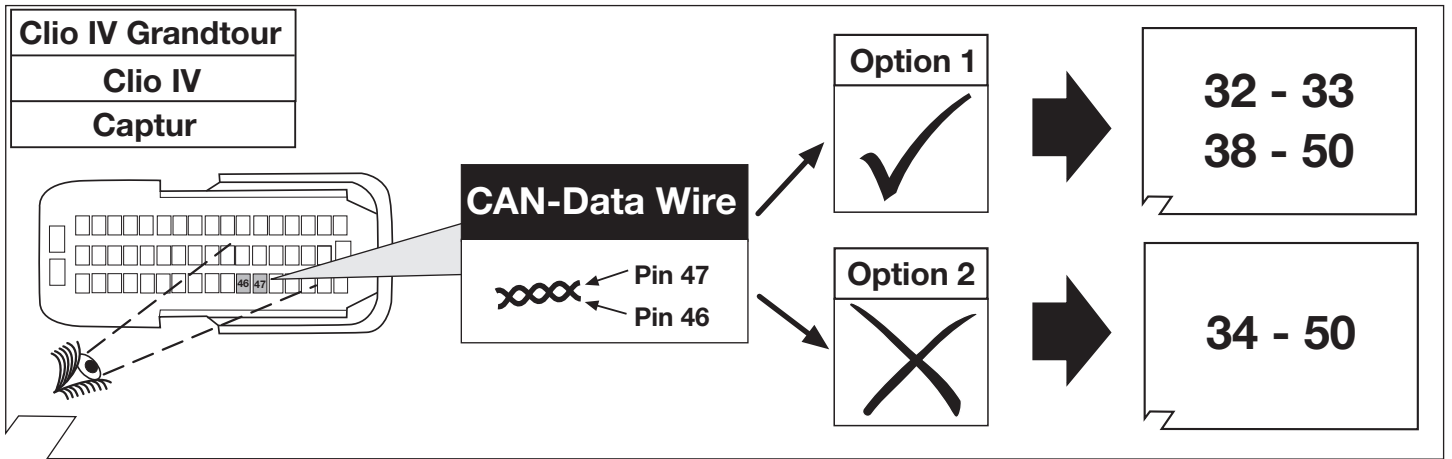 Clio IV Grandtour
Clio IV
Captur
46 47
CAN-Data Wire
Pin 47
Pin 46
Option 1
32 - 33
38 - 50
Option 2
34 - 50